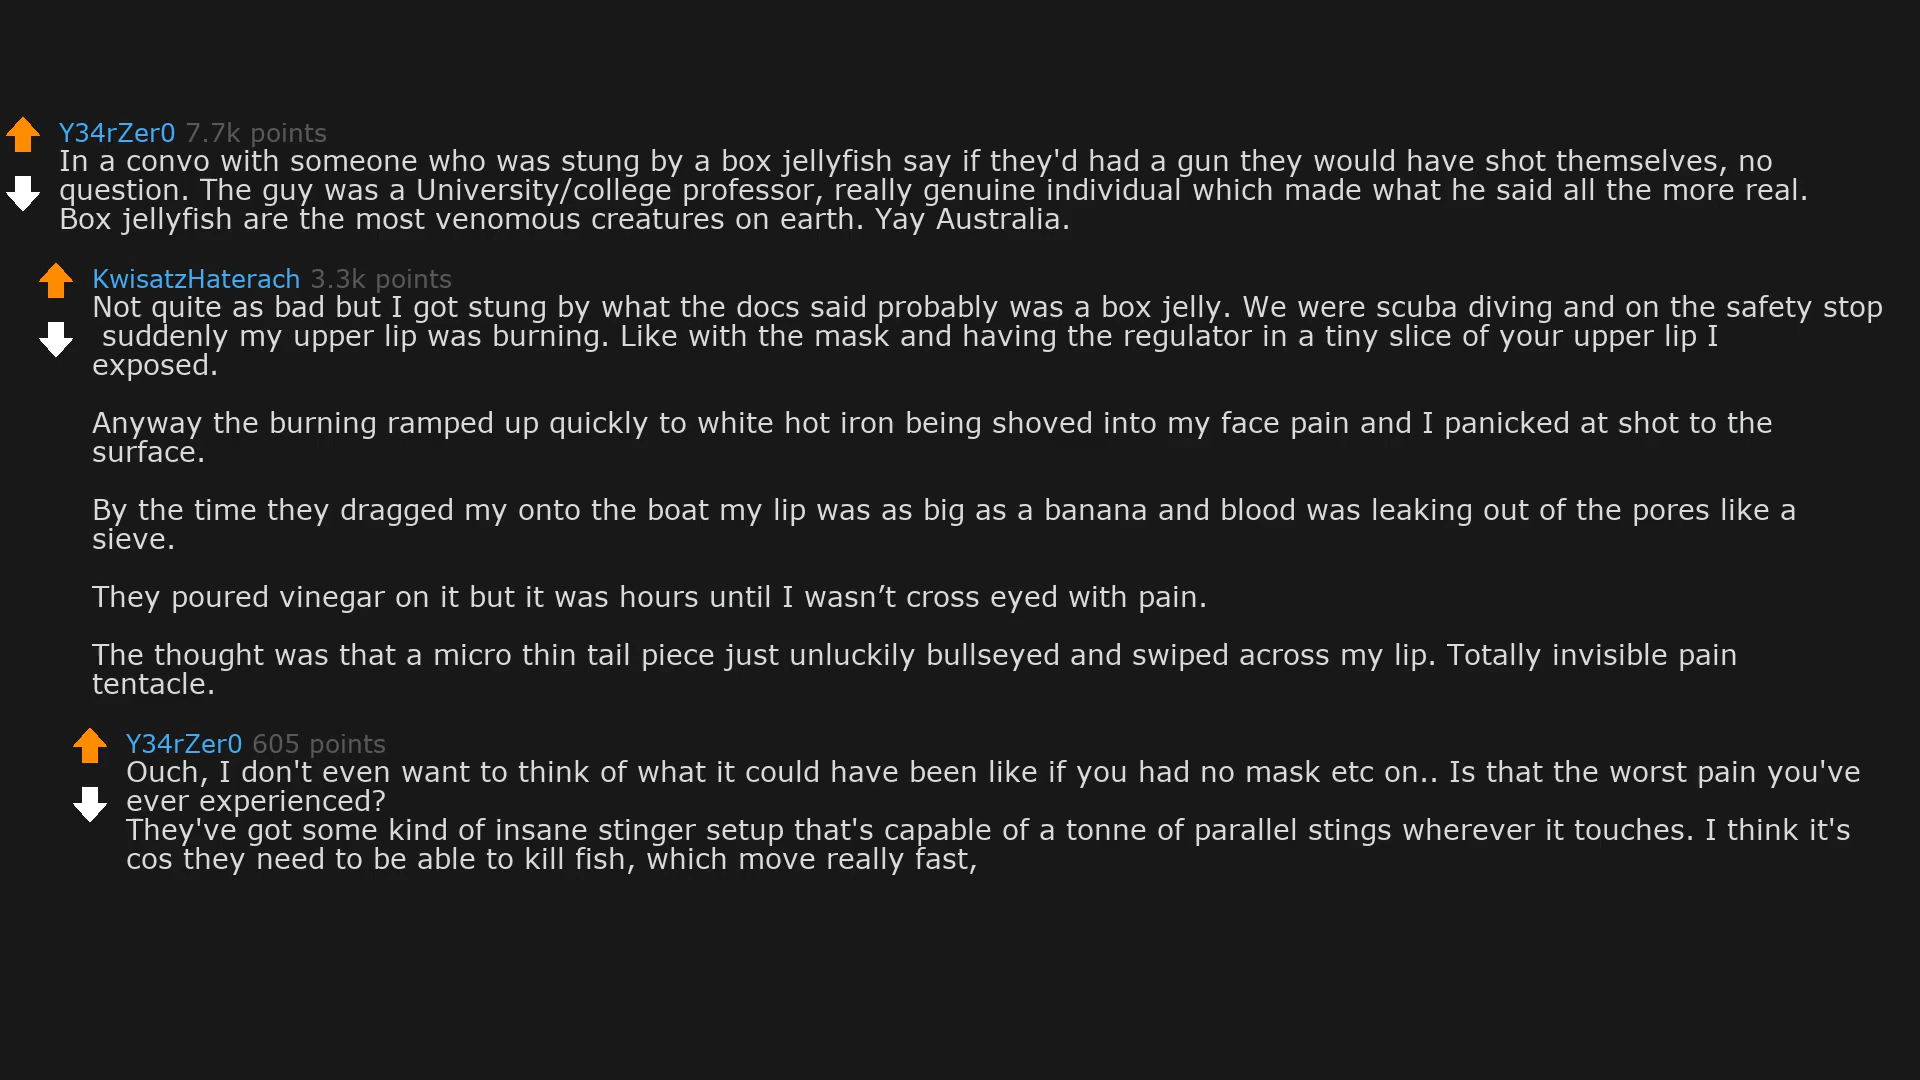 Y34rZer0 7.7k points
In a convo with someone who was stung by a box jellyfish say if they'd had a gun they would have shot themselves, no
question. The guy was a University/college professor, really genuine individual which made what he said all the more real.
Box jellyfish are the most venomous creatures on earth. Yay Australia.
KwisatzHaterach 3.3k points
Not quite as bad but I got stung by what the docs said probably was a box jelly. We were scuba diving and on the safety stop
suddenly my upper lip was burning. Like with the mask and having the regulator in a tiny slice of your upper lip I
exposed.
Anyway the burning ramped up quickly to white hot iron being shoved into my face pain and I panicked at shot to the
surface.
By the time they dragged my onto the boat my lip was as big as a banana and blood was leaking out of the pores like a
sieve.
They poured vinegar on it but it was hours until I wasn’t cross eyed with pain.
The thought was that a micro thin tail piece just unluckily bullseyed and swiped across my lip. Totally invisible pain
tentacle.
Y34rZer0 605 points
Ouch, I don't even want to think of what it could have been like if you had no mask etc on.. Is that the worst pain you've
ever experienced?
They've got some kind of insane stinger setup that's capable of a tonne of parallel stings wherever it touches. I think it's
cos they need to be able to kill fish, which move really fast,